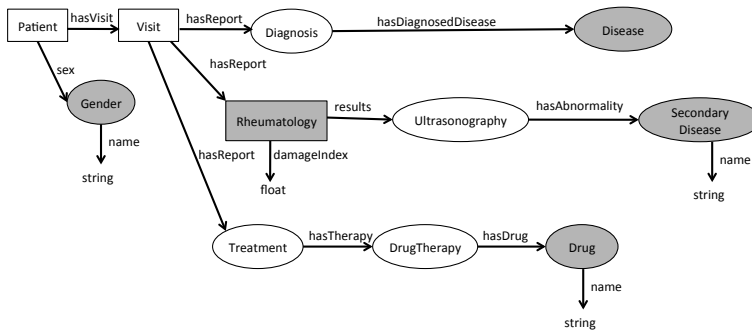 Patient
hasVisit
Visit
hasReport
Diagnosis
hasDiagnosedDisease
Disease
sex
hasReport
Gender
Rheumatology
results
Ultrasonography
hasAbnormality
Secondary
Disease
name
hasReport
damageIndex
name
string
float
string
Treatment
hasTherapy
DrugTherapy
hasDrug
Drug
name
string